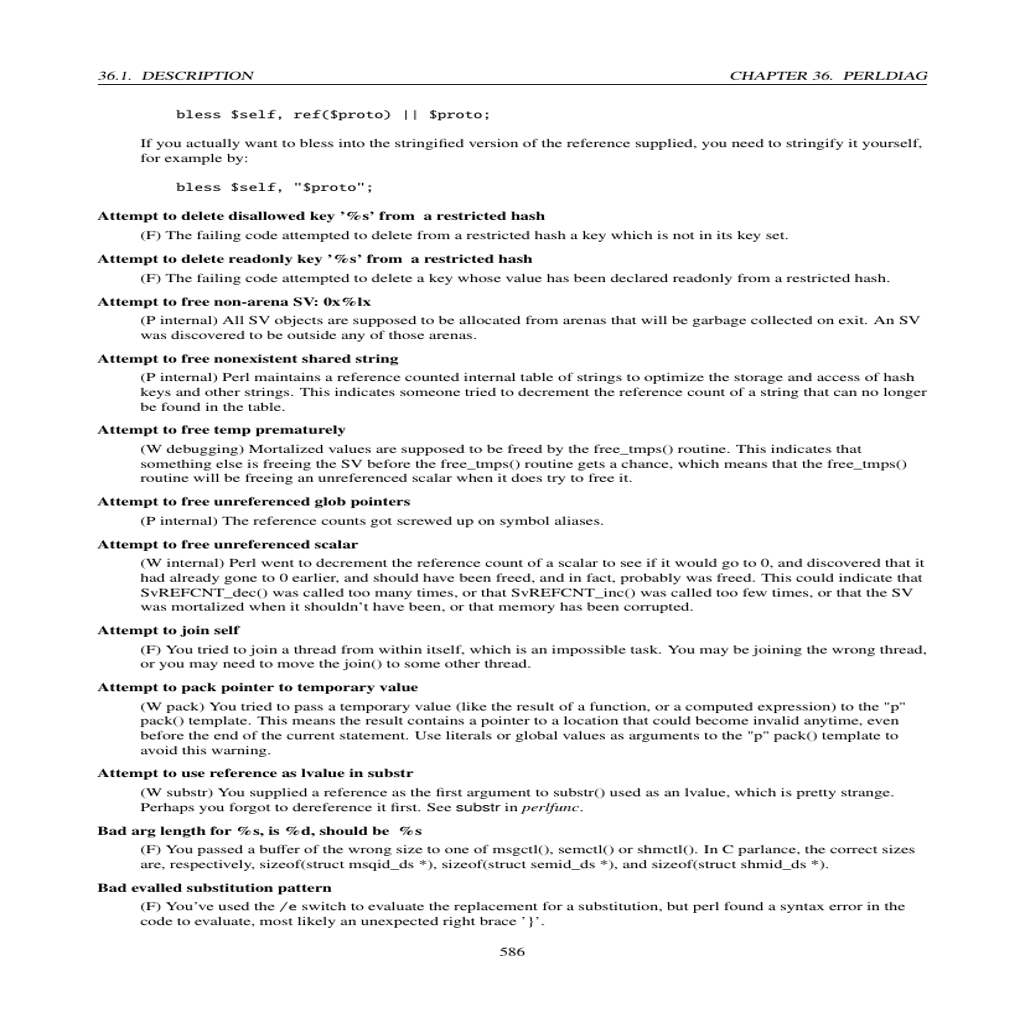 36.1. DESCRIPTION CHAPTER 36. PERLDIAG
bless $self, ref($proto) || $proto;
If you actually want to bless into the stringified version of the reference supplied, you need to stringify it yourself,
for example by:
bless $self, "$proto";
Attempt to delete disallowed key '%s' from a restricted hash
(F) The failing code attempted to delete from a restricted hash a key which is not in its key set.
Attempt to delete readonly key '%s' from a restricted hash
(F) The failing code attempted to delete a key whose value has been declared readonly from a restricted hash.
Attempt to free non-arena SV: 0x%lx
(P internal) All SV objects are supposed to be allocated from arenas that will be garbage collected on exit. An SV
was discovered to be outside any of those arenas.
Attempt to free nonexistent shared string
(P internal) Perl maintains a reference counted internal table of strings to optimize the storage and access of hash
keys and other strings. This indicates someone tried to decrement the reference count of a string that can no longer
be found in the table.
Attempt to free temp prematurely
(W debugging) Mortalized values are supposed to be freed by the free_tmps() routine. This indicates that
something else is freeing the SV before the free_tmps() routine gets a chance, which means that the free_tmps()
routine will be freeing an unreferenced scalar when it does try to free it.
Attempt to free unreferenced glob pointers
(P internal) The reference counts got screwed up on symbol aliases.
Attempt to free unreferenced scalar
(W internal) Perl went to decrement the reference count of a scalar to see if it would go to 0, and discovered that it
had already gone to 0 earlier, and should have been freed, and in fact, probably was freed. This could indicate that
SvREFCNT_dec() was called too many times, or that SvREFCNT_inc() was called too few times, or that the SV
was mortalized when it shouldn't have been, or that memory has been corrupted.
Attempt to join self
(F) You tried to join a thread from within itself, which is an impossible task. You may be joining the wrong thread,
or you may need to move the join() to some other thread.
Attempt to pack pointer to temporary value
(W pack) You tried to pass a temporary value (like the result of a function, or a computed expression) to the "p"
pack() template. This means the result contains a pointer to a location that could become invalid anytime, even
before the end of the current statement. Use literals or global values as arguments to the "p" pack() template to
avoid this warning.
Attempt to use reference as lvalue in substr
(W substr) You supplied a reference as the first argument to substr() used as an lvalue, which is pretty strange.
Perhaps you forgot to dereference it first. See substr in perlfunc.
Bad arg length for %s, is %d, should be %s
(F) You passed a buffer of the wrong size to one of msgctl(), semctl() or shmctl(). In C parlance, the correct sizes
are, respectively, sizeof(struct msqid_ds *), sizeof(struct semid_ds *), and sizeof(struct shmid_ds *).
Bad evalled substitution pattern
(F) You've used the /e switch to evaluate the replacement for a substitution, but perl found a syntax error in the
code to evaluate, most likely an unexpected right brace '}'.
586